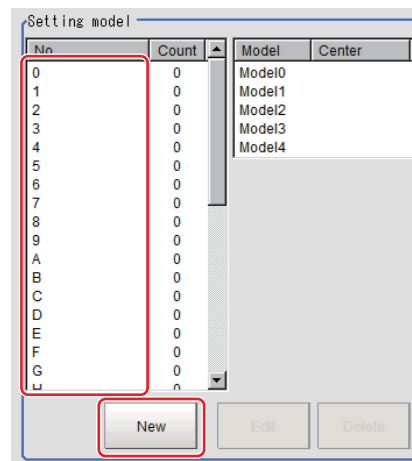 Setting model
No Count Model Center
0 0 Model0
1 0 Model1
2 0 Model2
3 0 Model3
4 0 Model4
5 0
6 0
7 0
8 0
9 0
A 0
B 0
C 0
D 0
E 0
F 0
G 0
H 0
New Edit Delete